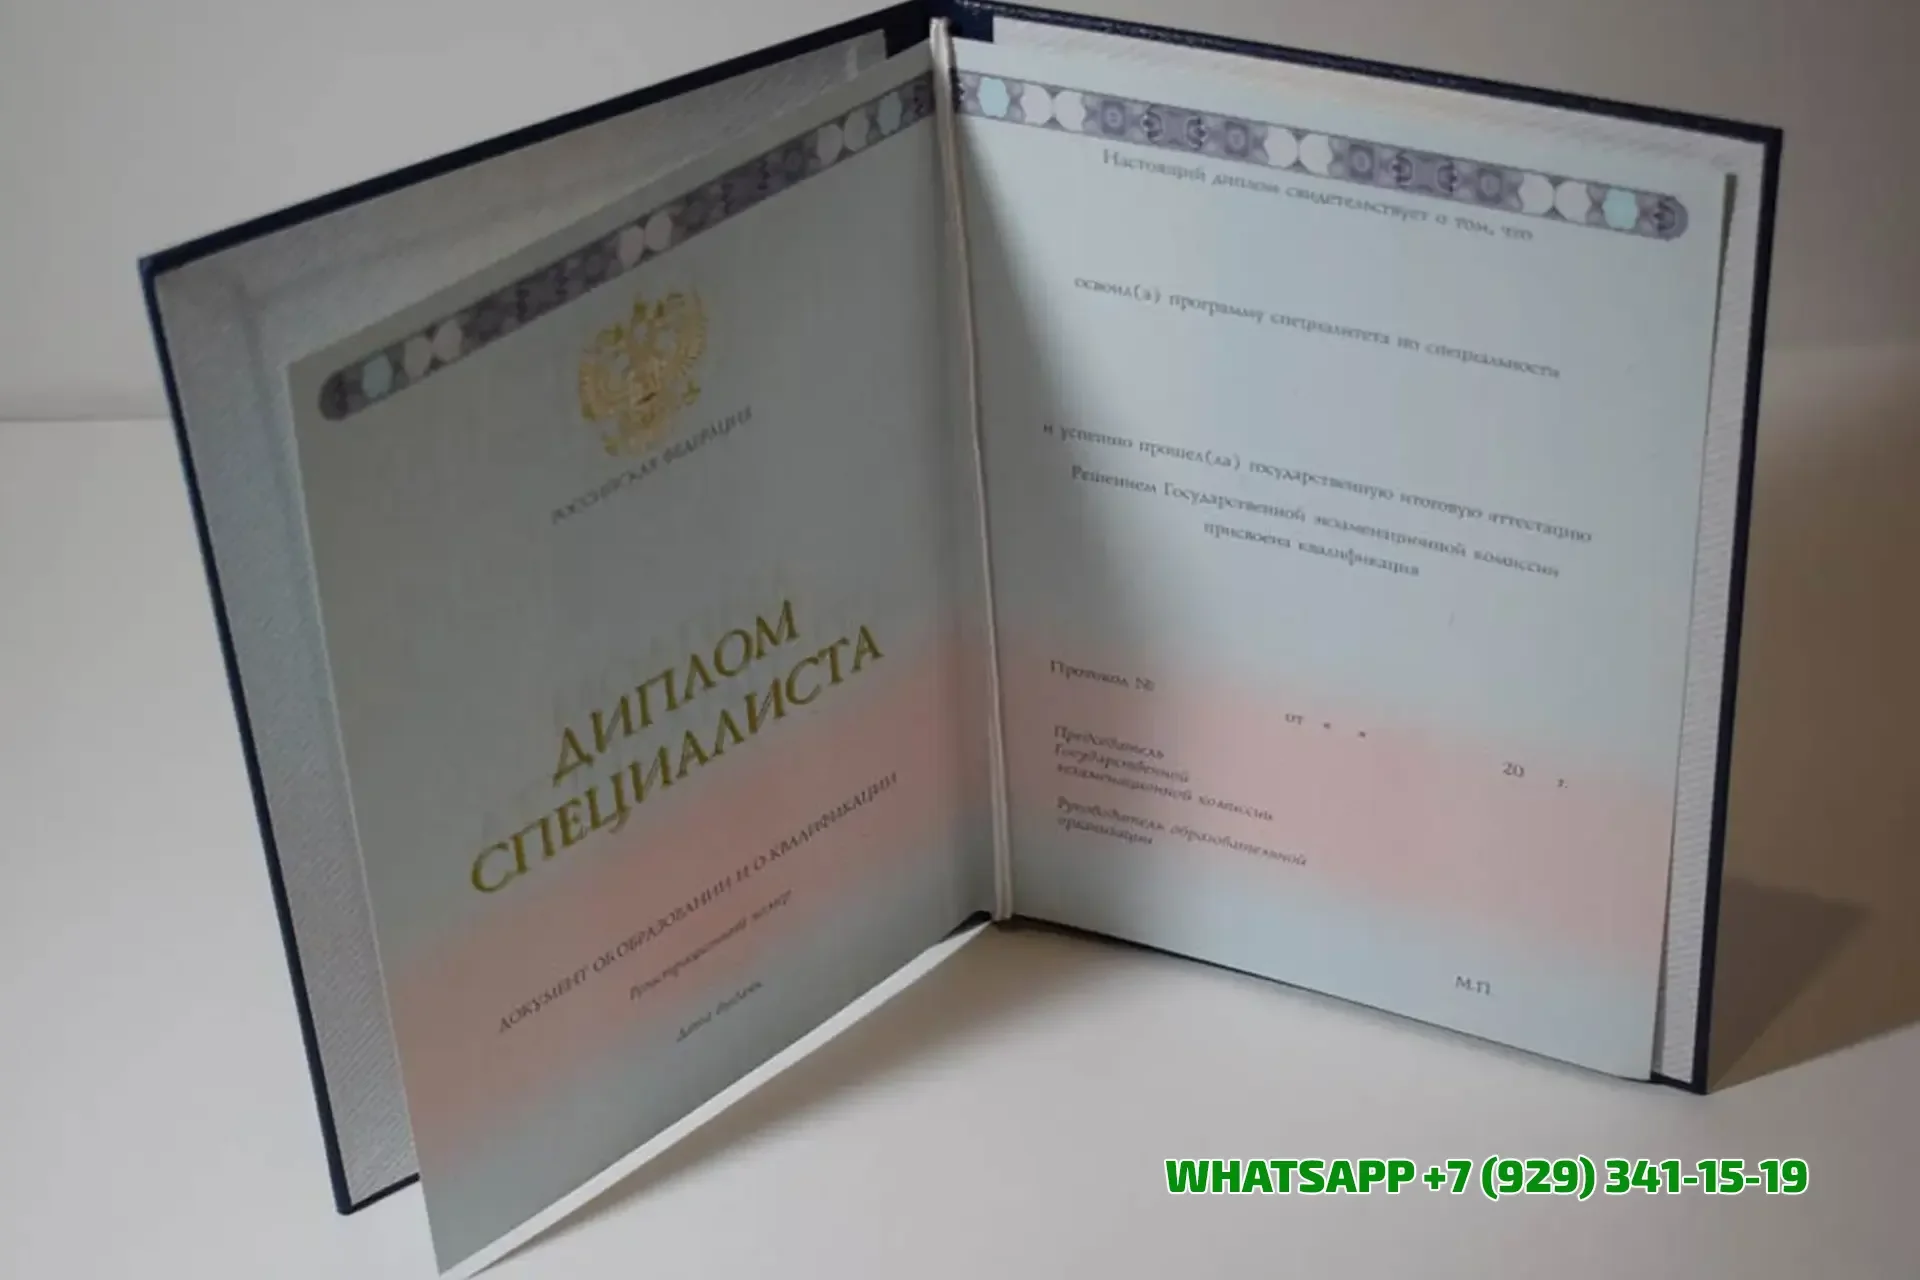 РОССИЙСКАЯ ФЕДЕРАЦИЯ
ДИПЛОМ
СПЕЦИАЛИСТА
ДОКУМЕНТ ОБ ОБРАЗОВАНИИ И О КВАЛИФИКАЦИИ
Регистрационный номер
Дата выдачи
Настоящий диплом свидетельствует о том, что
освоил(а) программу специалитета по специальности
и успешно прошел(ла) государственную итоговую аттестацию
Решением Государственной экзаменационной комиссии
присвоена квалификация
Протокол №
от « »
20 г.
Председатель
Государственной
экзаменационной комиссии
Руководитель образовательной
организации
М.П.
WHATSAPP +7 (929) 341-15-19